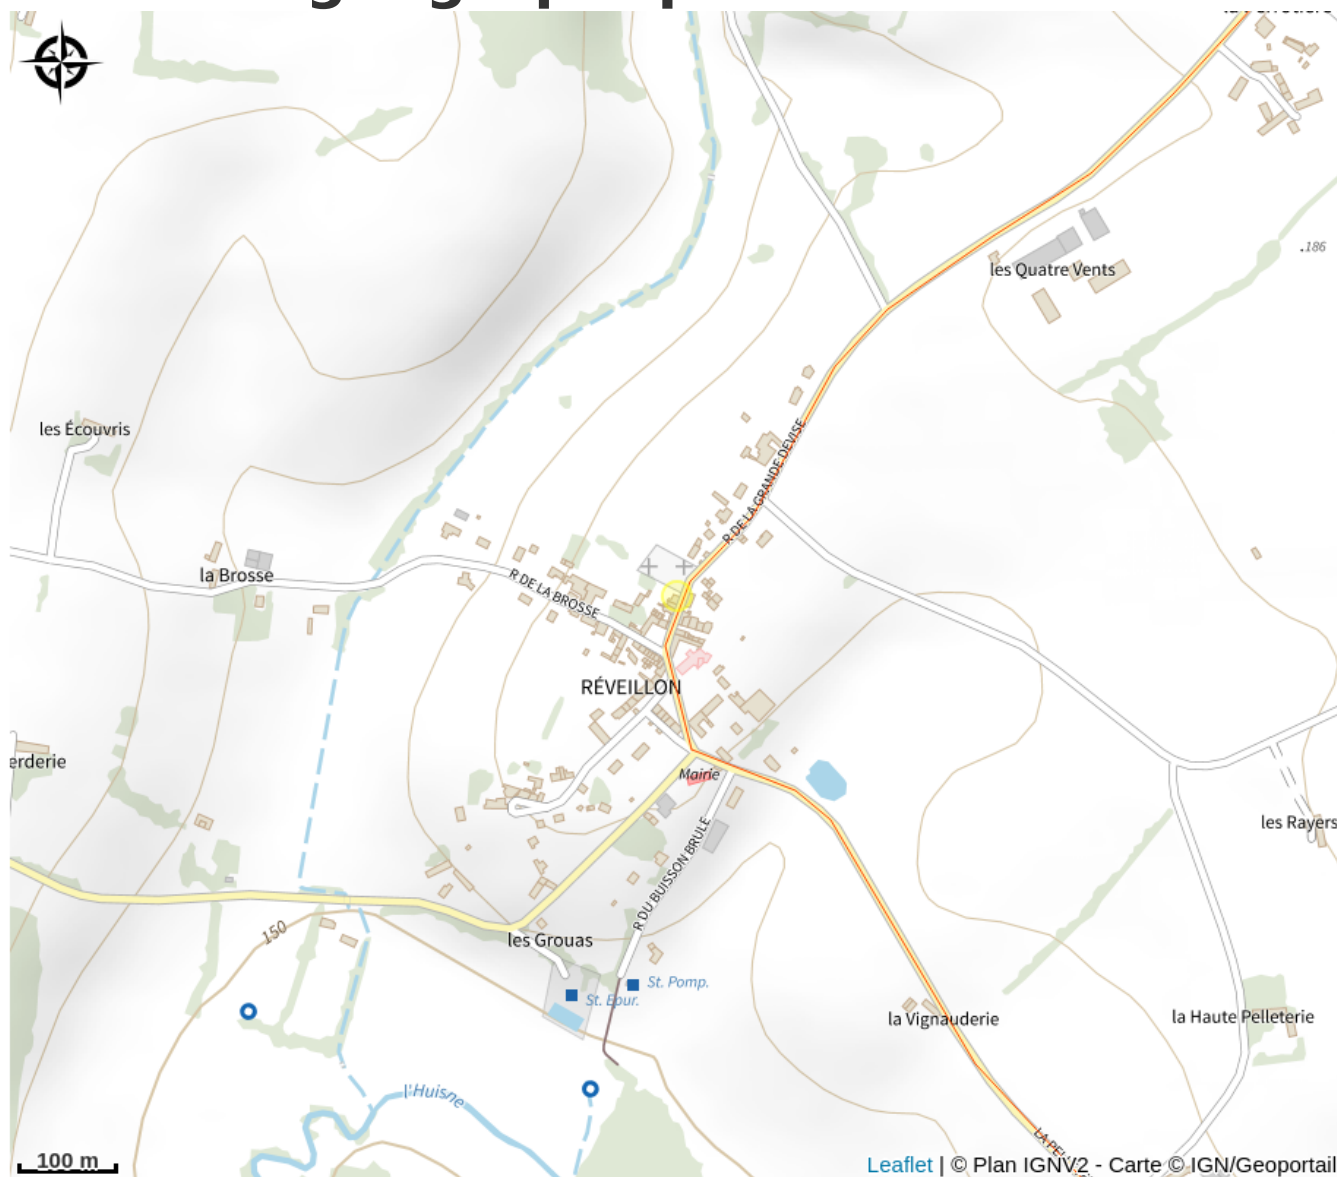 .186
les Quatre Vents
les Écouvris
R DE LA GRANDE DEVISE
la Brosse
R DE LA BROSSE
RÉVEILLON
erderie
Mairie
les Rayers
R DU BUISSON BRULE
150
les Grouas
St. Pomp.
St. Epur.
la Vignauderie
la Haute Pelleterie
l'Huisne
LA PE
100 m
Leaflet | © Plan IGNV2 - Carte © IGN/Geoportail